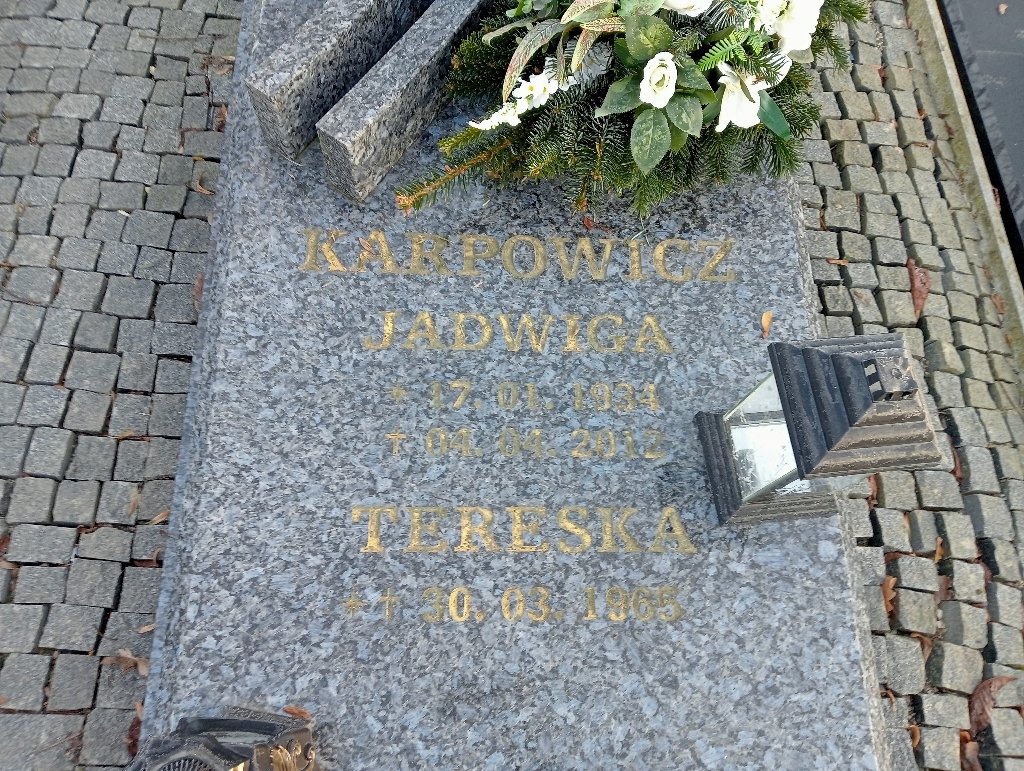 KARPOWICZ
JADWIGA
* 17. 01. 1934
† 04. 04. 2012
TERESKA
* † 30. 03. 1965